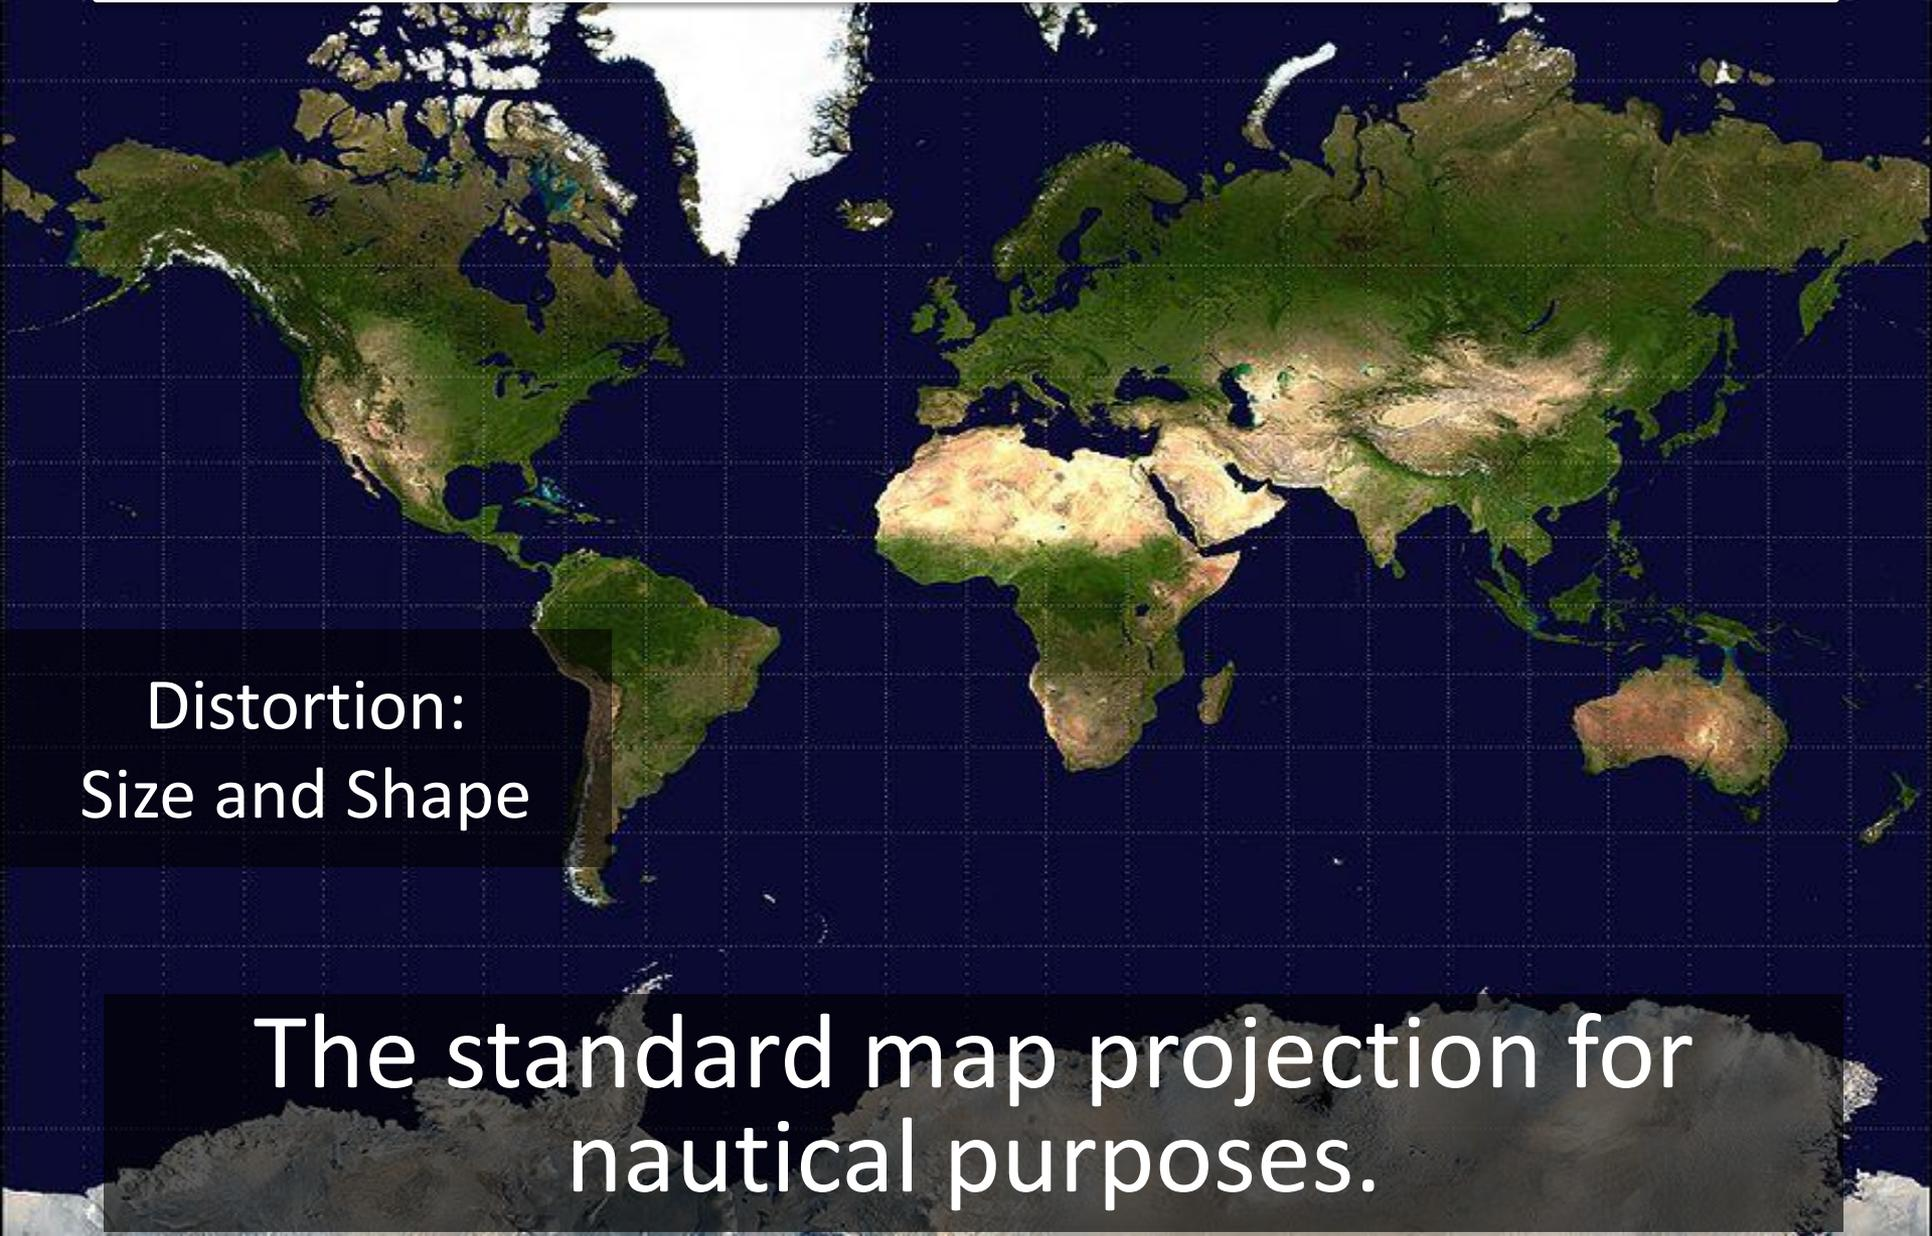 Distortion:
Size and Shape
The standard map projection for
nautical purposes.